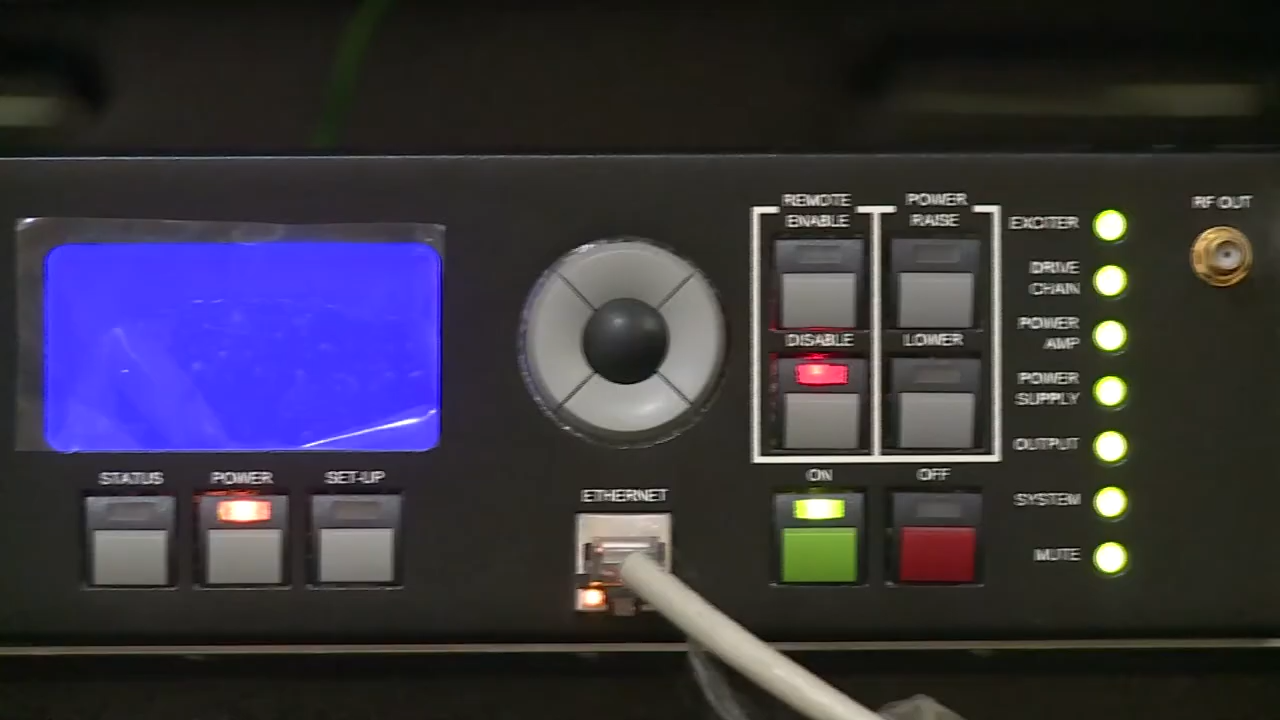 REMOTE
ENABLE
DISABLE
POWER
RAISE
LOWER
EXCITER
DRIVE
CHAIN
POWER
AMP
POWER
SUPPLY
OUTPUT
SYSTEM
MUTE
RF OUT
STATUS
POWER
SET-UP
ETHERNET
ON
OFF